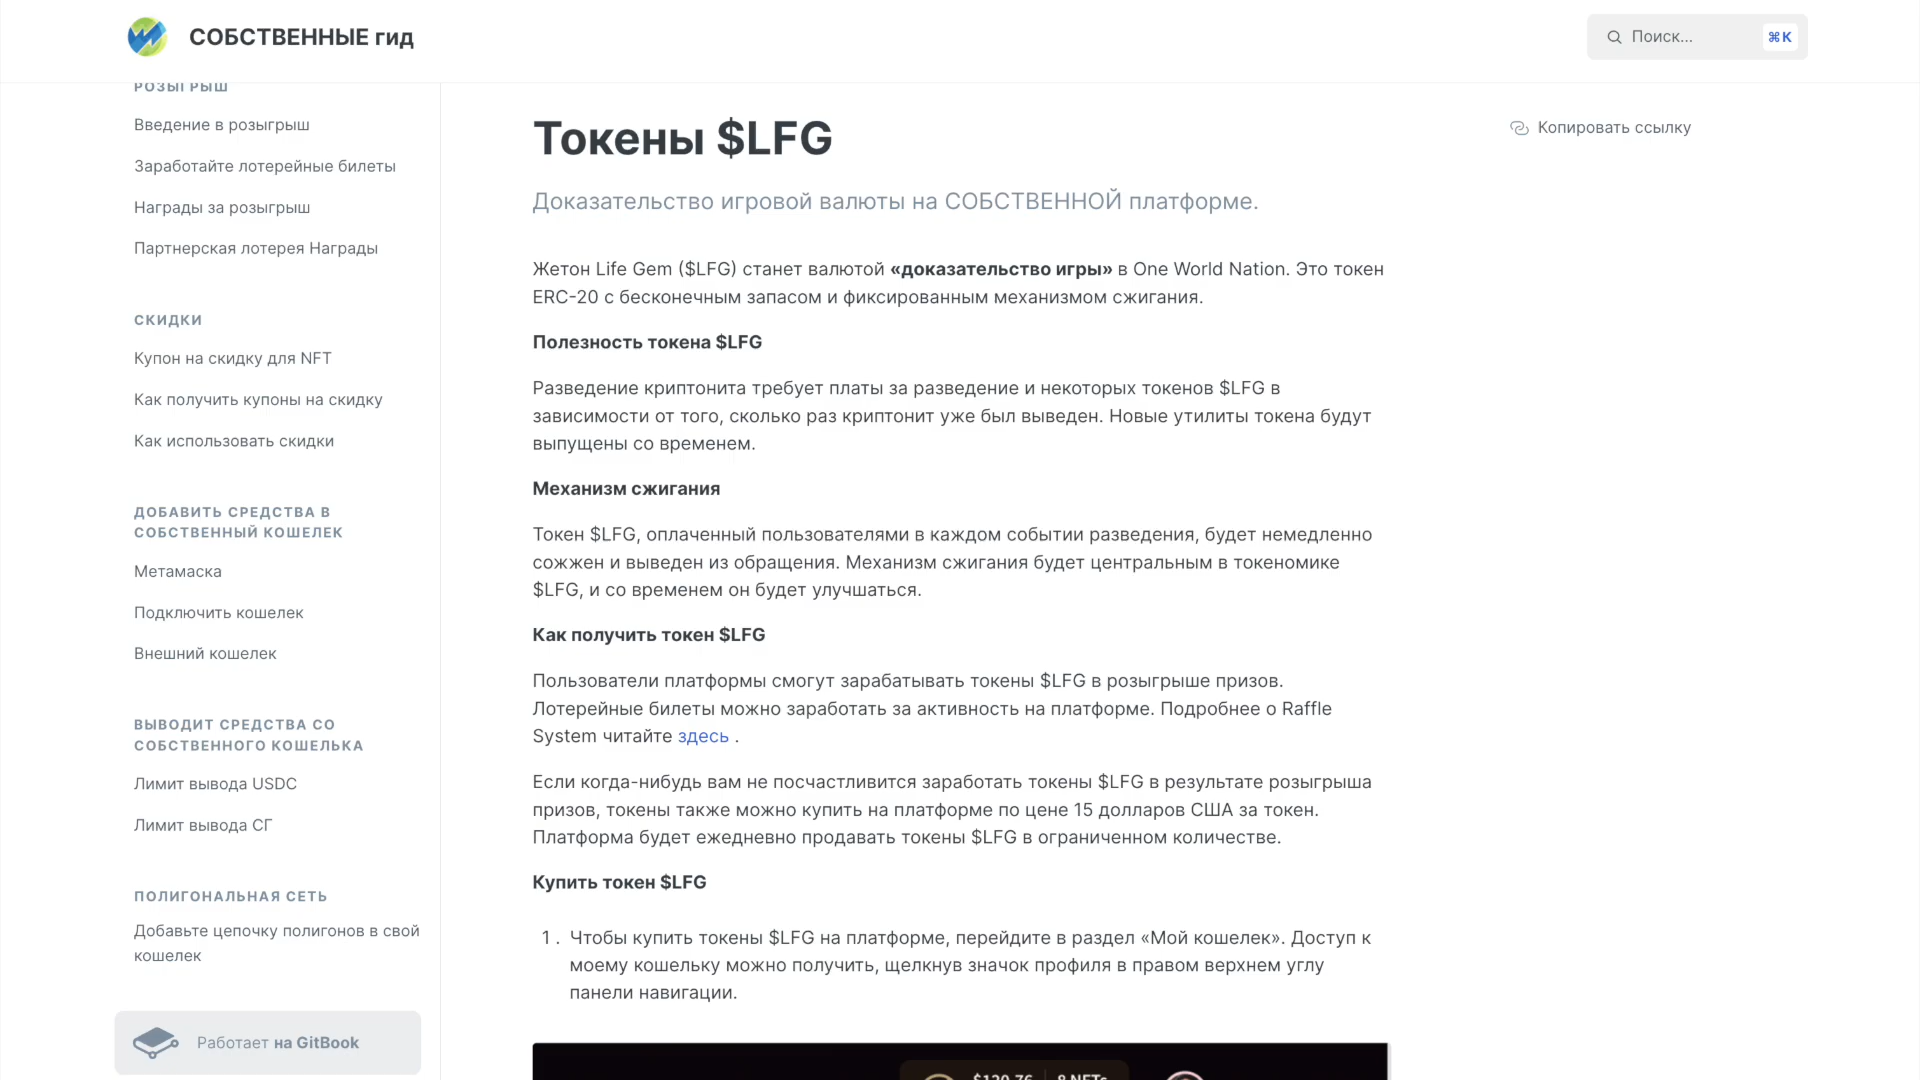 СОБСТВЕННЫЕ гид
Поиск...
⌘K
РОЗЫГРЫШ
Введение в розыгрыш
Заработайте лотерейные билеты
Награды за розыгрыш
Партнерская лотерея Награды
СКИДКИ
Купон на скидку для NFT
Как получить купоны на скидку
Как использовать скидки
ДОБАВИТЬ СРЕДСТВА В
СОБСТВЕННЫЙ КОШЕЛЕК
Метамаска
Подключить кошелек
Внешний кошелек
ВЫВОДИТ СРЕДСТВА СО
СОБСТВЕННОГО КОШЕЛЬКА
Лимит вывода USDC
Лимит вывода СГ
ПОЛИГОНАЛЬНАЯ СЕТЬ
Добавьте цепочку полигонов в свой
кошелек
Работает на GitBook
Токены $LFG
Доказательство игровой валюты на СОБСТВЕННОЙ платформе.
Жетон Life Gem ($LFG) станет валютой «доказательство игры» в One World Nation. Это токен
ERC-20 с бесконечным запасом и фиксированным механизмом сжигания.
Полезность токена $LFG
Разведение криптонита требует платы за разведение и некоторых токенов $LFG в
зависимости от того, сколько раз криптонит уже был выведен. Новые утилиты токена будут
выпущены со временем.
Механизм сжигания
Токен $LFG, оплаченный пользователями в каждом событии разведения, будет немедленно
сожжен и выведен из обращения. Механизм сжигания будет центральным в токеномике
$LFG, и со временем он будет улучшаться.
Как получить токен $LFG
Пользователи платформы смогут зарабатывать токены $LFG в розыгрыше призов.
Лотерейные билеты можно заработать за активность на платформе. Подробнее о Raffle
System читайте здесь .
Если когда-нибудь вам не посчастливится заработать токены $LFG в результате розыгрыша
призов, токены также можно купить на платформе по цене 15 долларов США за токен.
Платформа будет ежедневно продавать токены $LFG в ограниченном количестве.
Купить токен $LFG
1 . Чтобы купить токены $LFG на платформе, перейдите в раздел «Мой кошелек». Доступ к
моему кошельку можно получить, щелкнув значок профиля в правом верхнем углу
панели навигации.
$120.76 8 NFTs
Копировать ссылку